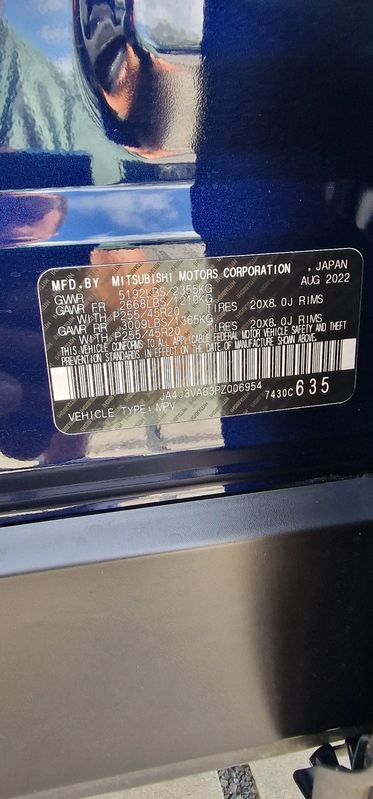 MFD.BY MITSUBISHI MOTORS CORPORATION , JAPAN
AUG 2022
GVWR 5192LBS/2355KG
GAWR FR 2668LBS/1210KG
WITH P255/45R20 TIRES 20X8.0J RIMS
GAWR RR 3009LBS/1365KG
WITH P255/45R20 TIRES 20X8.0J RIMS
THIS VEHICLE CONFORMS TO ALL APPLICABLE FEDERAL MOTOR VEHICLE SAFETY AND THEFT
PREVENTION STANDARDS IN EFFECT ON THE DATE OF MANUFACTURE SHOWN ABOVE.
JA4J3VA83PZ006954
7430C 635
VEHICLE TYPE: MPV